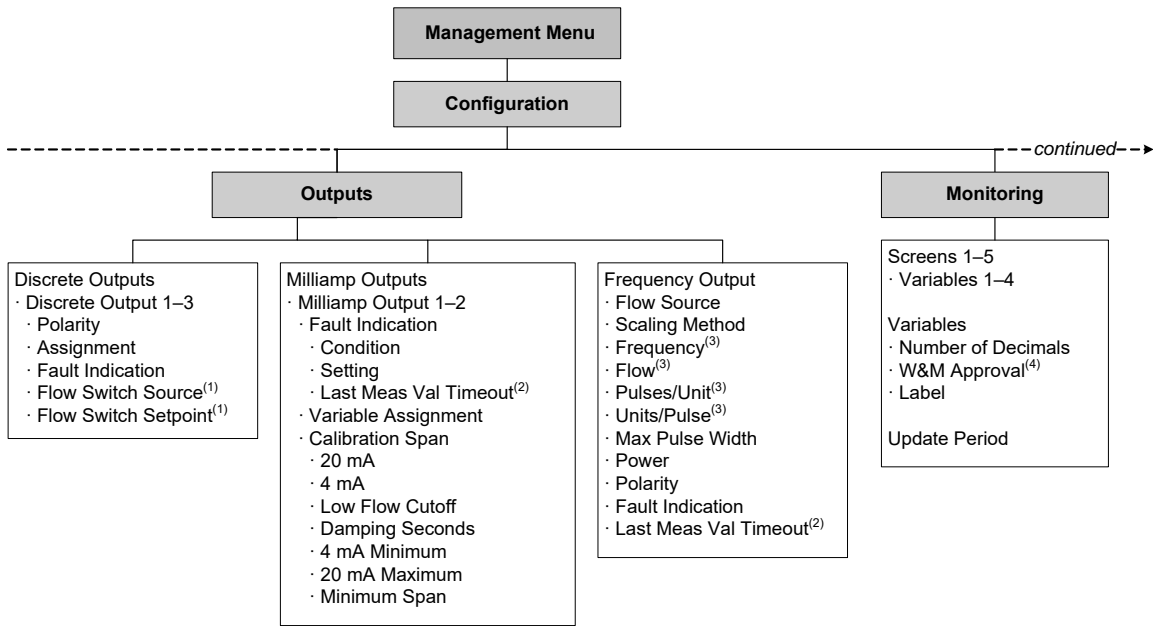 Management Menu
Configuration
continued
Outputs
Monitoring
Discrete Outputs
· Discrete Output 1–3
· Polarity
· Assignment
· Fault Indication
· Flow Switch Source(1)
· Flow Switch Setpoint(1)
Milliamp Outputs
· Milliamp Output 1–2
· Fault Indication
· Condition
· Setting
· Last Meas Val Timeout(2)
· Variable Assignment
· Calibration Span
· 20 mA
· 4 mA
· Low Flow Cutoff
· Damping Seconds
· 4 mA Minimum
· 20 mA Maximum
· Minimum Span
Frequency Output
· Flow Source
· Scaling Method
· Frequency(3)
· Flow(3)
· Pulses/Unit(3)
· Units/Pulse(3)
· Max Pulse Width
· Power
· Polarity
· Fault Indication
· Last Meas Val Timeout(2)
Screens 1–5
· Variables 1–4
Variables
· Number of Decimals
· W&M Approval(4)
· Label
Update Period